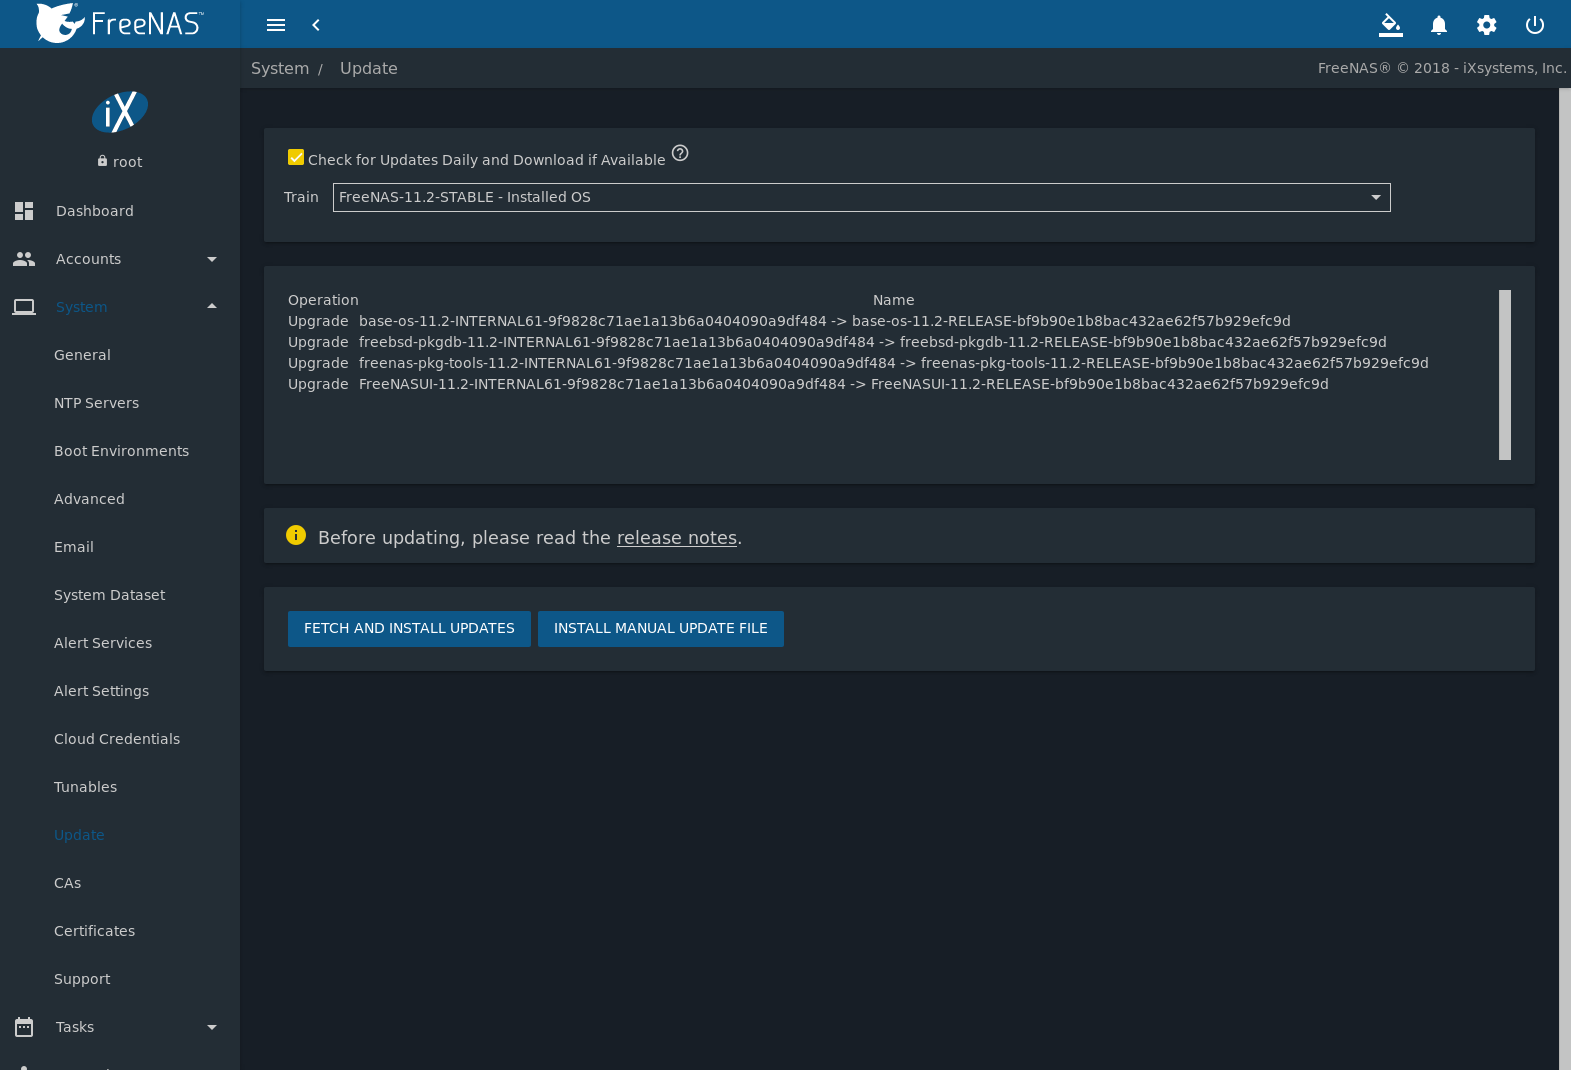 FreeNAS™
System / Update
FreeNAS® © 2018 - iXsystems, Inc.
iX
root
Dashboard
Accounts
System
General
NTP Servers
Boot Environments
Advanced
Email
System Dataset
Alert Services
Alert Settings
Cloud Credentials
Tunables
Update
CAs
Certificates
Support
Tasks
Check for Updates Daily and Download if Available
Train FreeNAS-11.2-STABLE - Installed OS
Operation Name
Upgrade base-os-11.2-INTERNAL61-9f9828c71ae1a13b6a0404090a9df484 -> base-os-11.2-RELEASE-bf9b90e1b8bac432ae62f57b929efc9d
Upgrade freebsd-pkgdb-11.2-INTERNAL61-9f9828c71ae1a13b6a0404090a9df484 -> freebsd-pkgdb-11.2-RELEASE-bf9b90e1b8bac432ae62f57b929efc9d
Upgrade freenas-pkg-tools-11.2-INTERNAL61-9f9828c71ae1a13b6a0404090a9df484 -> freenas-pkg-tools-11.2-RELEASE-bf9b90e1b8bac432ae62f57b929efc9d
Upgrade FreeNASUI-11.2-INTERNAL61-9f9828c71ae1a13b6a0404090a9df484 -> FreeNASUI-11.2-RELEASE-bf9b90e1b8bac432ae62f57b929efc9d
Before updating, please read the release notes.
FETCH AND INSTALL UPDATES
INSTALL MANUAL UPDATE FILE